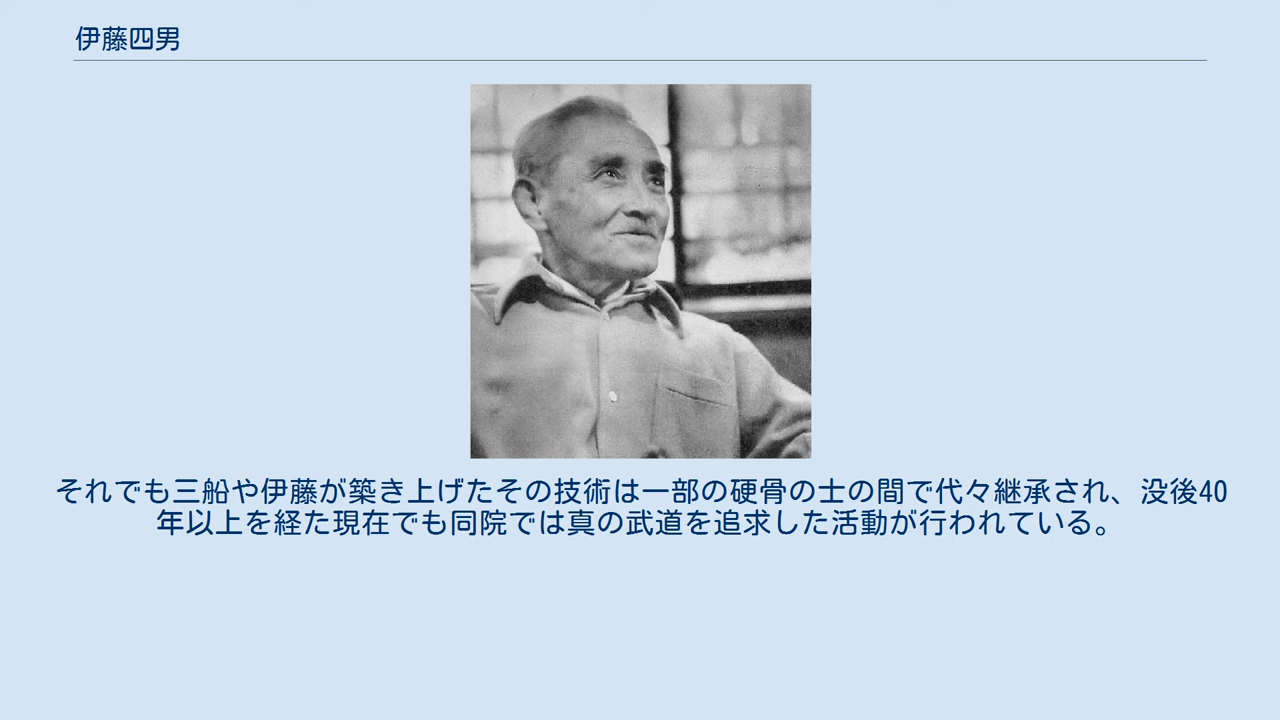 伊藤四男
それでも三船や伊藤が築き上げたその技術は一部の硬骨の士の間で代々継承され、没後40
年以上を経た現在でも同院では真の武道を追求した活動が行われている。